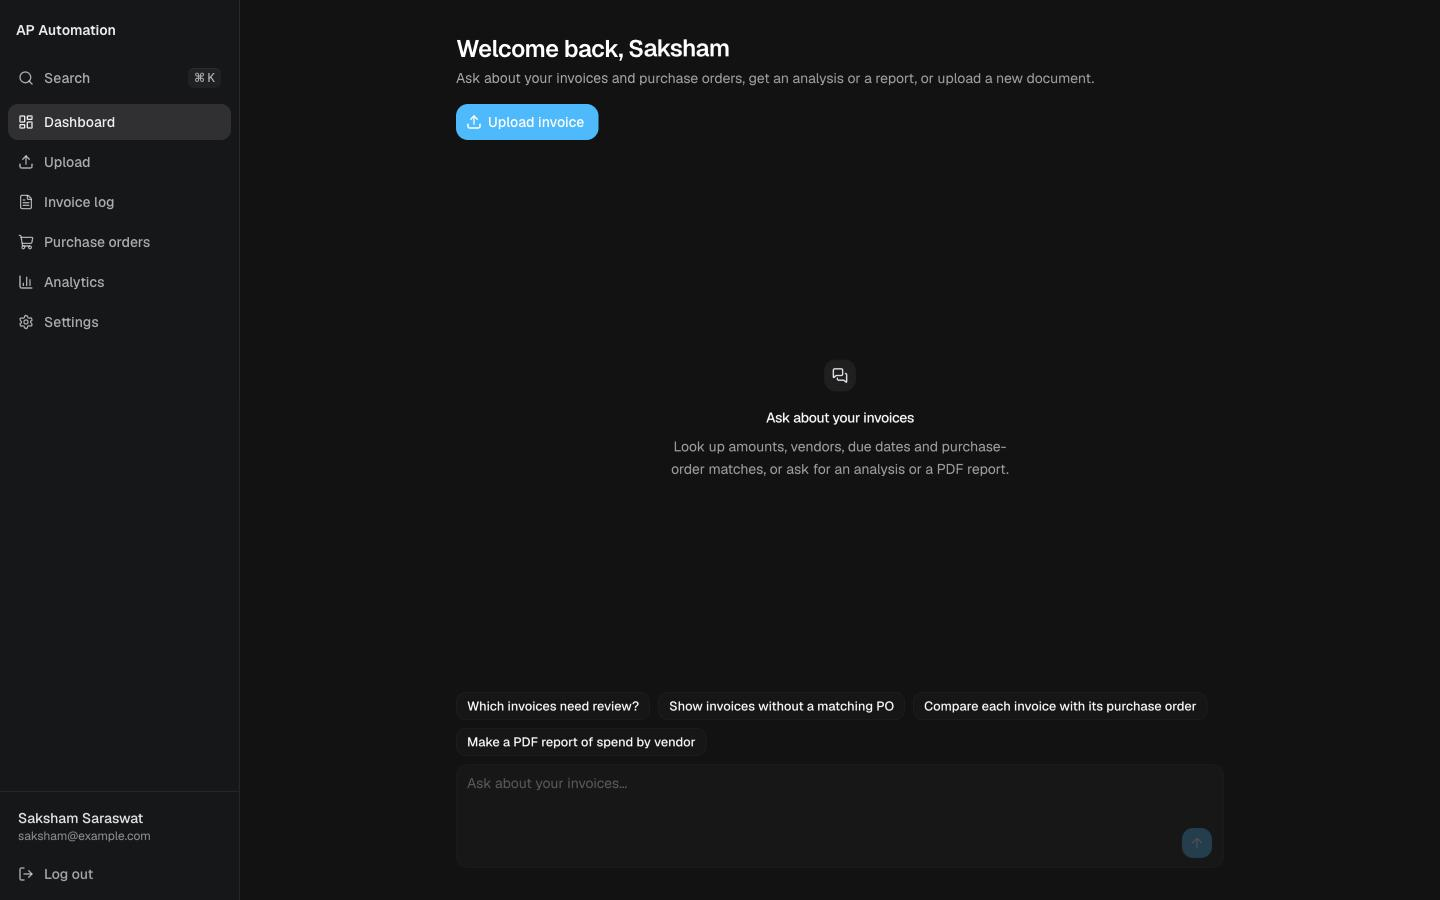 AP Automation
Search
⌘ K
Dashboard
Upload
Invoice log
Purchase orders
Analytics
Settings
Saksham Saraswat
saksham@example.com
Log out
Welcome back, Saksham
Ask about your invoices and purchase orders, get an analysis or a report, or upload a new document.
Upload invoice
Ask about your invoices
Look up amounts, vendors, due dates and purchase-
order matches, or ask for an analysis or a PDF report.
Which invoices need review?
Show invoices without a matching PO
Compare each invoice with its purchase order
Make a PDF report of spend by vendor
Ask about your invoices...